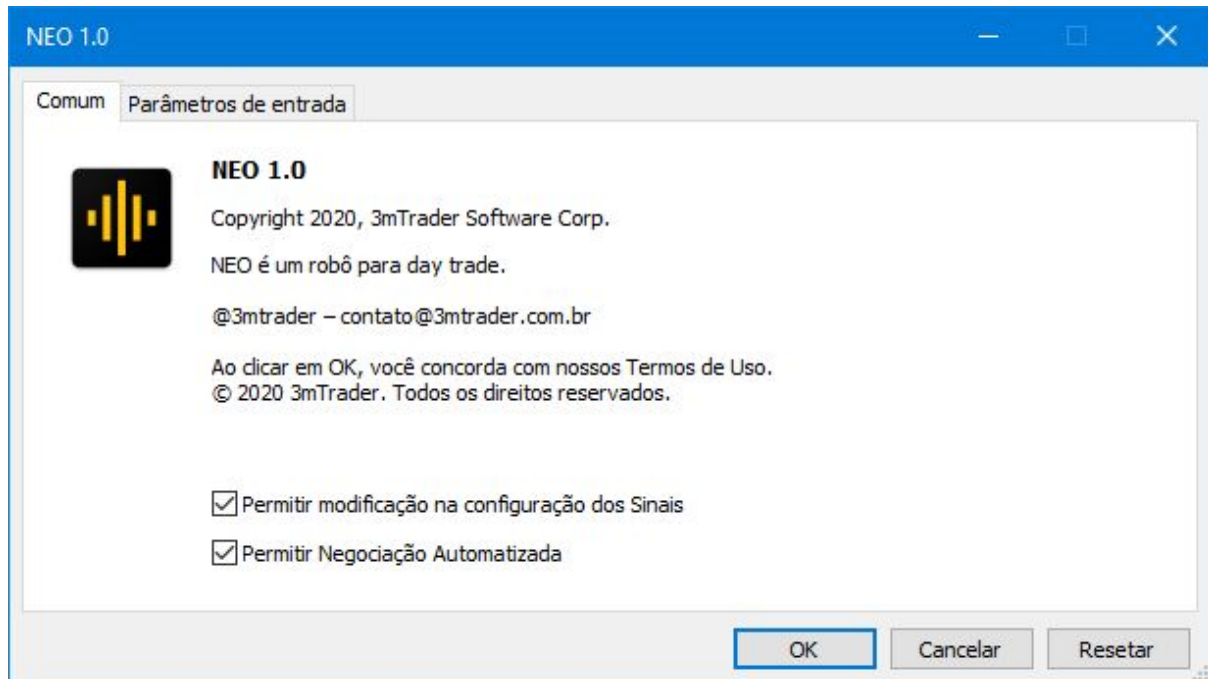 NEO 1.0
Comum
Parâmetros de entrada
NEO 1.0
Copyright 2020, 3mTrader Software Corp.
NEO é um robô para day trade.
@3mtrader – contato@3mtrader.com.br
Ao clicar em OK, você concorda com nossos Termos de Uso.
© 2020 3mTrader. Todos os direitos reservados.
Permitir modificação na configuração dos Sinais
Permitir Negociação Automatizada
OK
Cancelar
Resetar